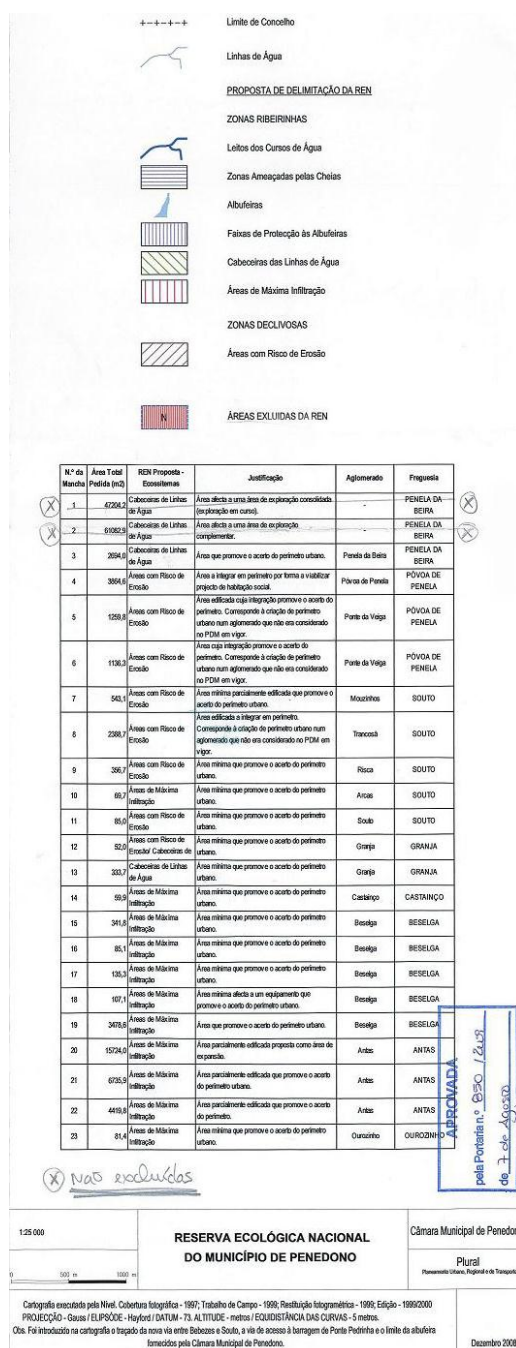 Limite de Concelho
Linhas de Água
PROPOSTA DE DELIMITAÇÃO DA REN
ZONAS RIBEIRINHAS
Leitos dos Cursos de Água
Zonas Ameaçadas pelas Cheias
Albufeiras
Faixas de Protecção às Albufeiras
Cabeceiras das Linhas de Água
Áreas de Máxima Infiltração
ZONAS DECLIVOSAS
Áreas com Risco de Erosão
N ÁREAS EXLUIDAS DA REN
N.º da Mancha Área Total Pedida (m2) REN Proposta - Ecossitemas Justificação Aglomerado Freguesia
X 1 47204,2 Cabeceiras de Linhas de Água Área afecta a uma área de exploração consolidada (exploração em curso). - PENELA DA BEIRA X
X 2 61082,9 Cabeceiras de Linhas de Água Área afecta a uma área de exploração complementar. - PENELA DA BEIRA X
3 2694,0 Cabeceiras de Linhas de Água Área que promove o acerto do perímetro urbano. Penela da Beira PENELA DA BEIRA
4 3864,6 Áreas com Risco de Erosão Área a integrar em perímetro por forma a viabilizar projecto de habitação social. Póvoa de Penela PÓVOA DE PENELA
5 1259,8 Áreas com Risco de Erosão Área edificada cuja integração promove o acerto do perímetro. Corresponde à criação de perímetro urbano num aglomerado que não era considerado no PDM em vigor. Ponte da Veiga PÓVOA DE PENELA
6 1136,3 Áreas com Risco de Erosão Área cuja integração promove o acerto do perímetro. Corresponde à criação de perímetro urbano num aglomerado que não era considerado no PDM em vigor. Ponte da Veiga PÓVOA DE PENELA
7 543,1 Áreas com Risco de Erosão Área mínima parcialmente edificada que promove o acerto do perímetro urbano. Mouzinhos SOUTO
8 2388,7 Áreas com Risco de Erosão Área edificada a integrar em perímetro. Corresponde à criação de perímetro urbano num aglomerado que não era considerado no PDM em vigor. Trancosã SOUTO
9 356,7 Áreas com Risco de Erosão Área mínima que promove o acerto do perímetro urbano. Risca SOUTO
10 69,7 Áreas de Máxima Infiltração Área mínima que promove o acerto do perímetro urbano. Arcas SOUTO
11 85,0 Áreas com Risco de Erosão Área mínima que promove o acerto do perímetro urbano. Souto SOUTO
12 52,0 Áreas com Risco de Erosão/ Cabeceiras de Área mínima que promove o acerto do perímetro urbano. Granja GRANJA
13 333,7 Cabeceiras de Linhas de Água Área mínima que promove o acerto do perímetro urbano. Granja GRANJA
14 59,9 Áreas de Máxima Infiltração Área mínima que promove o acerto do perímetro urbano. Castainço CASTAINÇO
15 341,8 Áreas de Máxima Infiltração Área mínima que promove o acerto do perímetro urbano. Beselga BESELGA
16 85,1 Áreas de Máxima Infiltração Área mínima que promove o acerto do perímetro urbano. Beselga BESELGA
17 135,3 Áreas de Máxima Infiltração Área mínima que promove o acerto do perímetro urbano. Beselga BESELGA
18 107,1 Áreas de Máxima Infiltração Área mínima afecta a um equipamento que promove o acerto do perímetro urbano. Beselga BESELGA
19 3478,6 Áreas de Máxima Infiltração Área que promove o acerto do perímetro urbano. Beselga BESELGA
20 15724,0 Áreas de Máxima Infiltração Área parcialmente edificada proposta como área de expansão. Antas ANTAS
21 6735,9 Áreas de Máxima Infiltração Área parcialmente edificada que promove o acerto do perímetro urbano. Antas ANTAS
22 4419,8 Áreas de Máxima Infiltração Área parcialmente edificada que promove o acerto do perímetro. Antas ANTAS
23 81,4 Áreas de Máxima Infiltração Área mínima que promove o acerto do perímetro urbano. Ourozinho OUROZINHO
APROVADA
pela Portaria n.º 850 /
de 7 de Agosto
X Não excluídas
1:25 000
0 500 m 1000 m
RESERVA ECOLÓGICA NACIONAL
DO MUNICÍPIO DE PENEDONO
Câmara Municipal de Penedon
Plural
Planeamento Urbano, Regional e de Transporte
Cartografia executada pela Nível. Cobertura fotográfica - 1997; Trabalho de Campo - 1999; Restituição fotogramétrica - 1999; Edição - 1999/2000
PROJECÇÃO - Gauss / ELIPSÓDE - Hayford / DATUM - 73. ALTITUDE - metros / EQUIDISTÂNCIA DAS CURVAS - 5 metros.
Obs. Foi introduzido na cartografia o traçado da nova via entre Bebezes e Souto, a via de acesso à barragem de Ponte Pedrinha e o limite da albufeira
fornecidos pela Câmara Municipal de Penedono.
Dezembro 2008